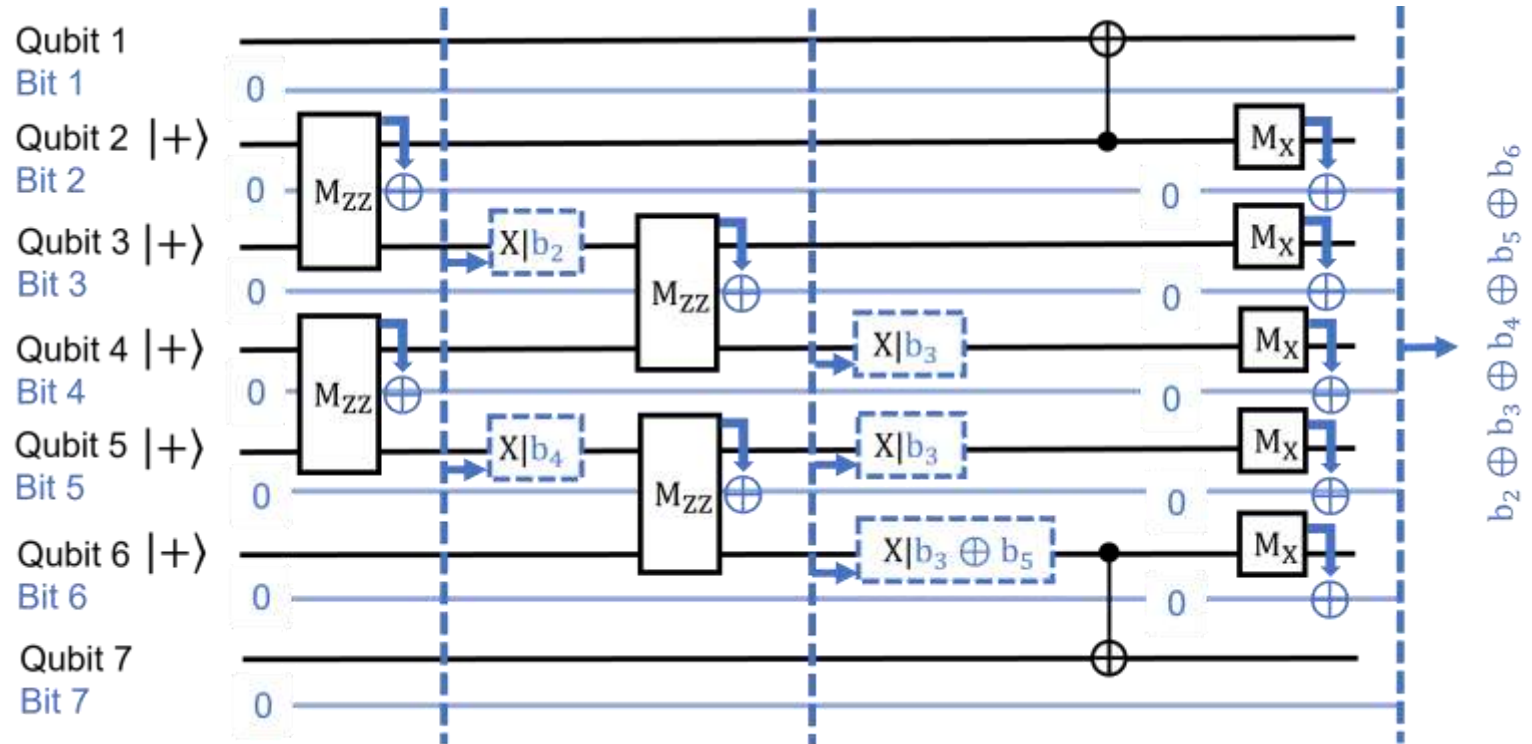 Qubit 1
Bit 1
0
Qubit 2 |+⟩
Bit 2
0
M_ZZ
M_X
0
Qubit 3 |+⟩
Bit 3
0
X|b₂
M_ZZ
M_X
0
Qubit 4 |+⟩
Bit 4
0
M_ZZ
X|b₃
M_X
0
Qubit 5 |+⟩
Bit 5
0
X|b₄
M_ZZ
X|b₃
M_X
0
Qubit 6 |+⟩
Bit 6
0
X|b₃ ⊕ b₅
M_X
0
Qubit 7
Bit 7
0
b₂ ⊕ b₃ ⊕ b₄ ⊕ b₅ ⊕ b₆